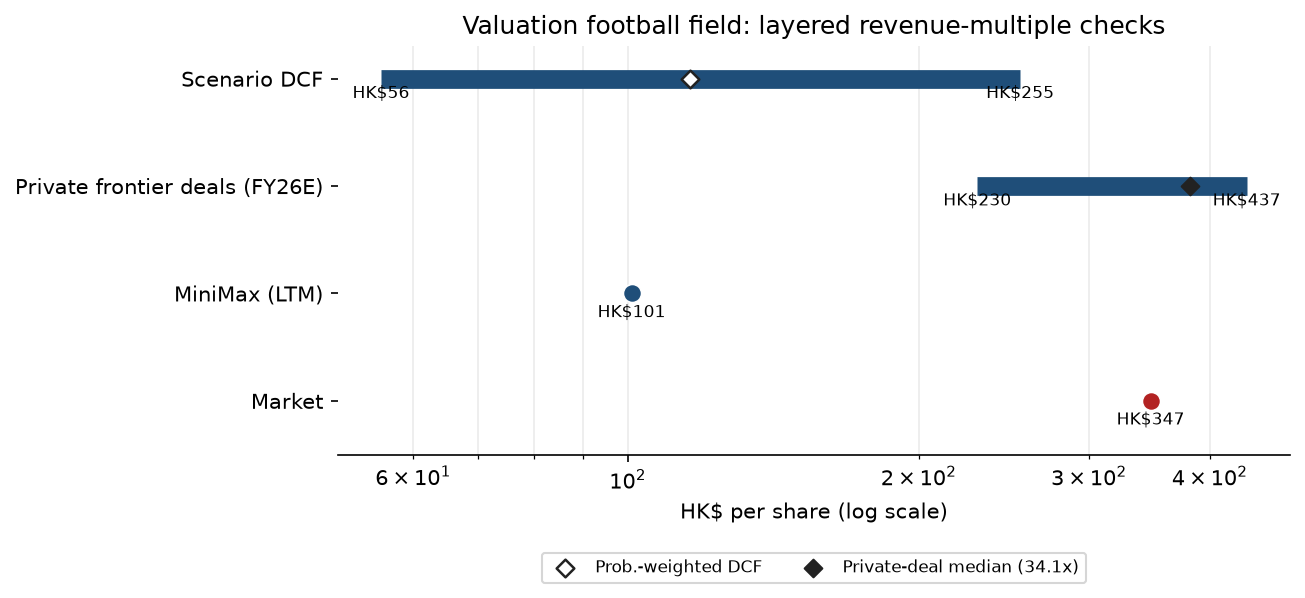 Valuation football field: layered revenue-multiple checks
Scenario DCF
HK$56
HK$255
Private frontier deals (FY26E)
HK$230
HK$437
MiniMax (LTM)
HK$101
Market
HK$347
6 × 10¹
10²
2 × 10²
3 × 10²
4 × 10²
HK$ per share (log scale)
Prob.-weighted DCF
Private-deal median (34.1x)